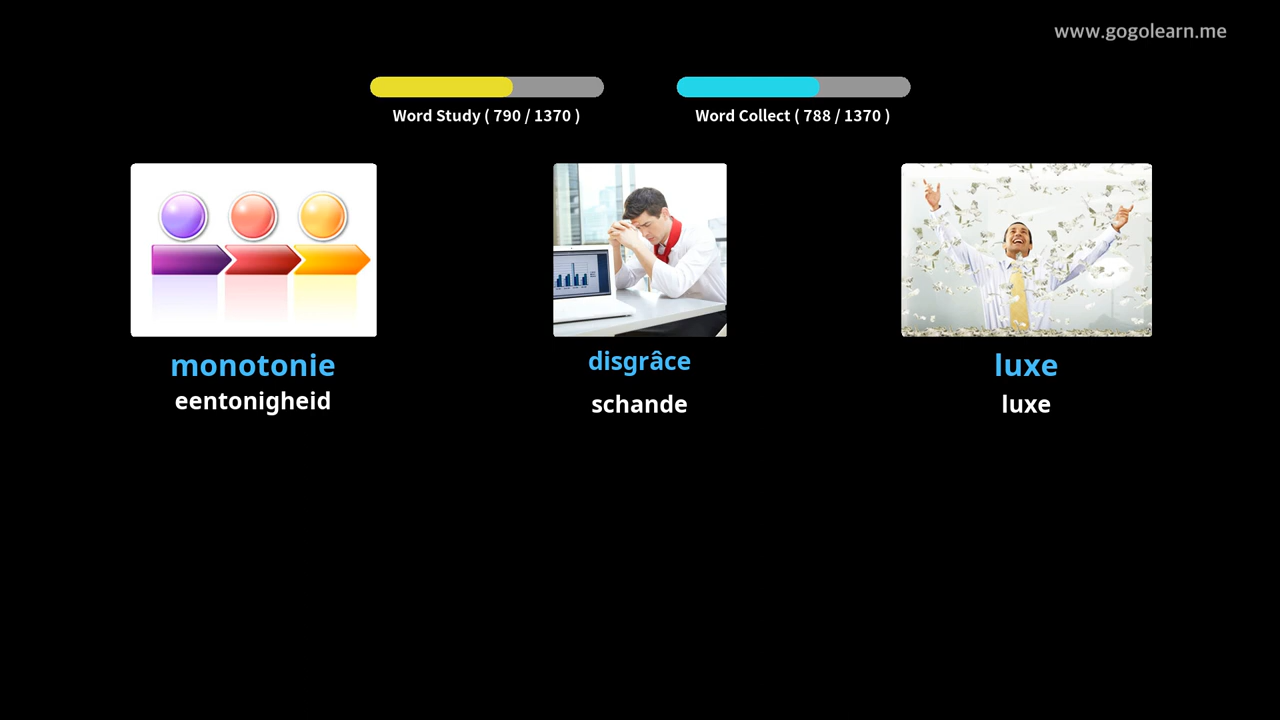 www.gogolearn.me
Word Study ( 790 / 1370 )
Word Collect ( 788 / 1370 )
monotonie
eentonigheid
disgrâce
schande
luxe
luxe